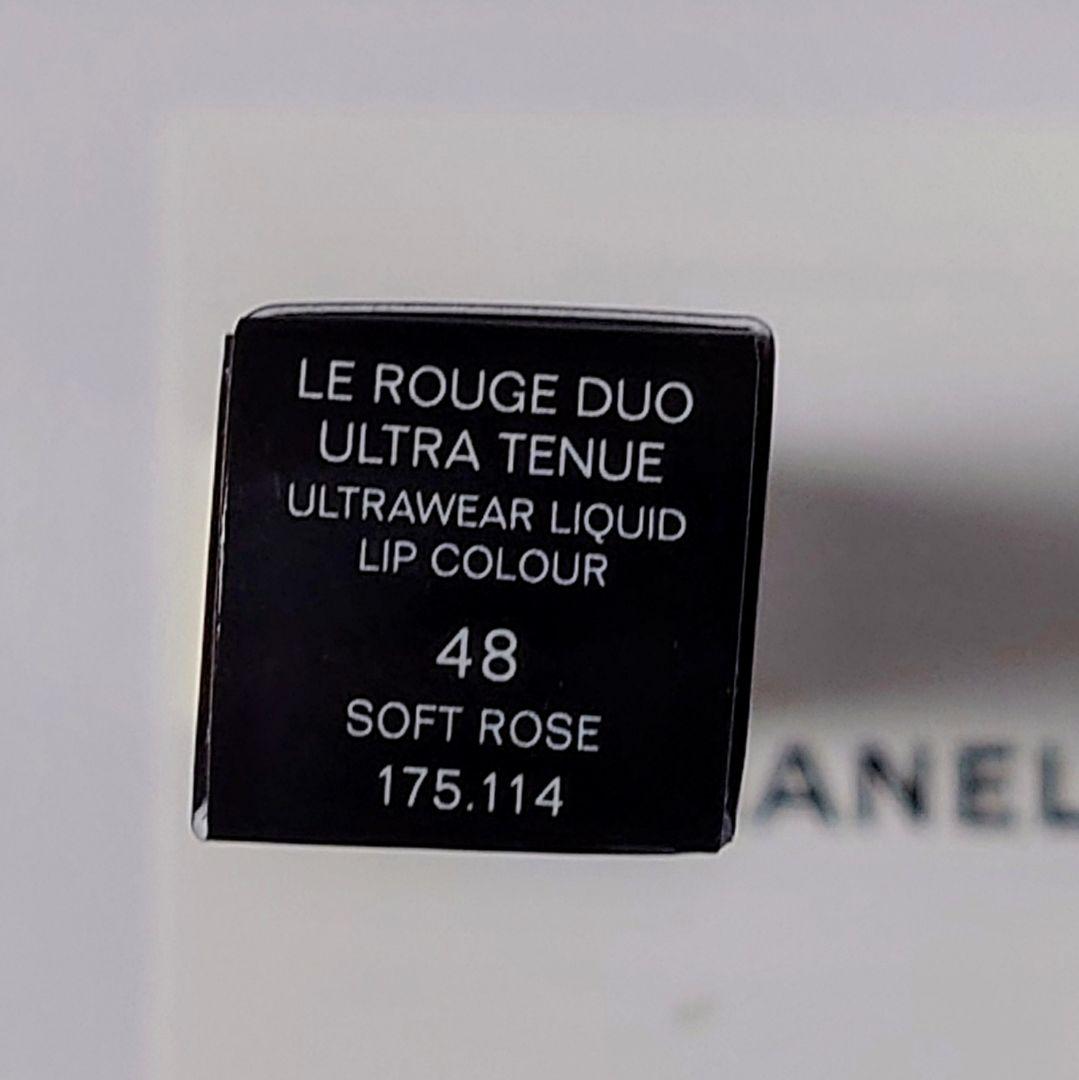 LE ROUGE DUO
ULTRA TENUE
ULTRAWEAR LIQUID
LIP COLOUR
48
SOFT ROSE
175.114
ANEL